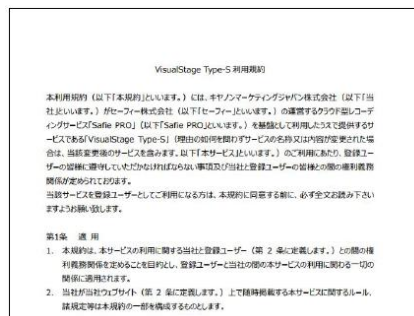 VisualStage Type-S 利用規約
本利用規約（以下「本規約」といいます。）には、キヤノンマーケティングジャパン株式会社（以下「当
社」といいます。）がセーフィー株式会社（以下「セーフィー」といいます。）の運営するクラウド型レコーデ
ィングサービス「Safie PRO」（以下「Safie PRO」といいます。）を基盤として利用したうえで提供するサ
ービスである「VisualStage Type-S」（理由の如何を問わずサービスの名称又は内容が変更された場
合は、当該変更後のサービスを含みます。以下「本サービス」といいます。）のご利用にあたり、登録ユー
ザーの皆様に遵守していただかなければならない事項及び当社と登録ユーザーの皆様との間の権利義務
関係が定められております。
当該サービスを登録ユーザーとしてご利用になる方は、本規約に同意する前に、必ず全文お読み下さい
ますようお願い致します。
第1条　適 用
1. 本規約は、本サービスの利用に関する当社と登録ユーザー（第 2 条に定義します。）との間の権
利義務関係を定めることを目的とし、登録ユーザーと当社の間の本サービスの利用に関わる一切の
関係に適用されます。
2. 当社が当社ウェブサイト（第 2 条に定義します。）上で随時掲載する本サービスに関するルール、
諸規定等は本規約の一部を構成するものとします。